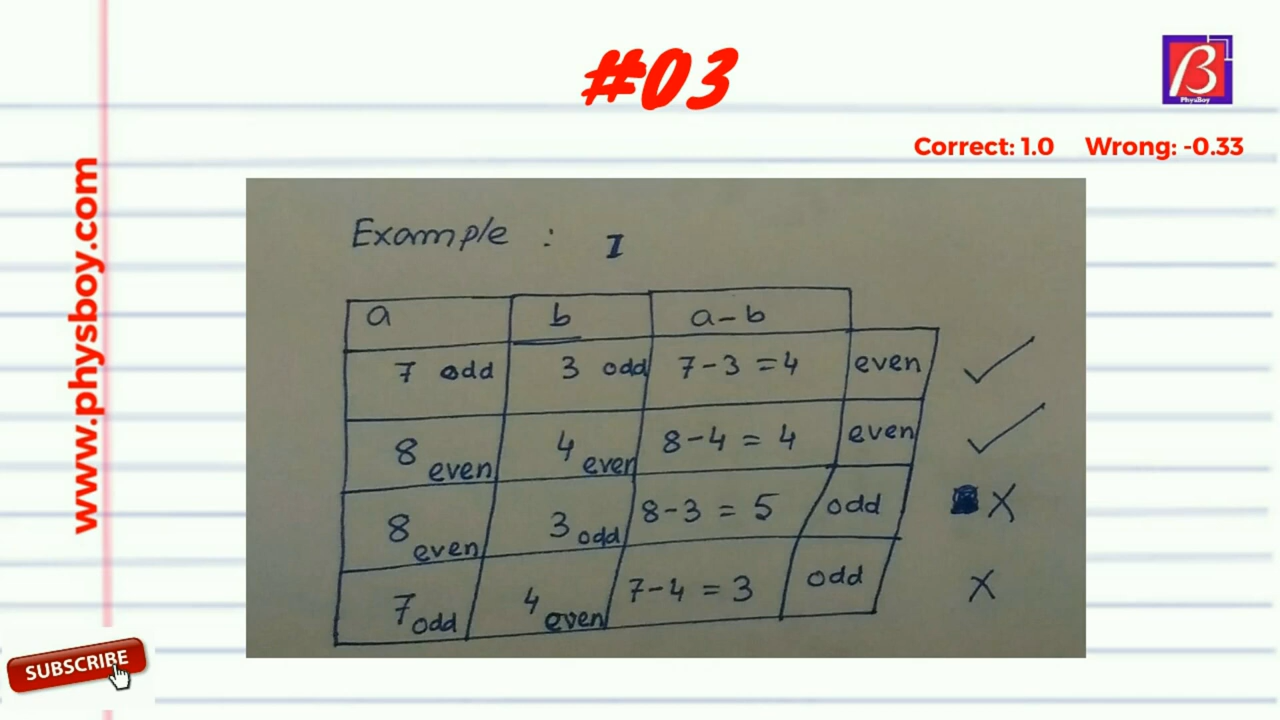 #03
β
PhysBoy
Correct: 1.0 Wrong: -0.33
www.physboy.com
Example : I
a b a-b
7 odd 3 odd 7-3 =4 even ✓
8 even 4 even 8-4 = 4 even ✓
8 even 3 odd 8-3 = 5 odd X
7 odd 4 even 7-4 = 3 odd X
SUBSCRIBE